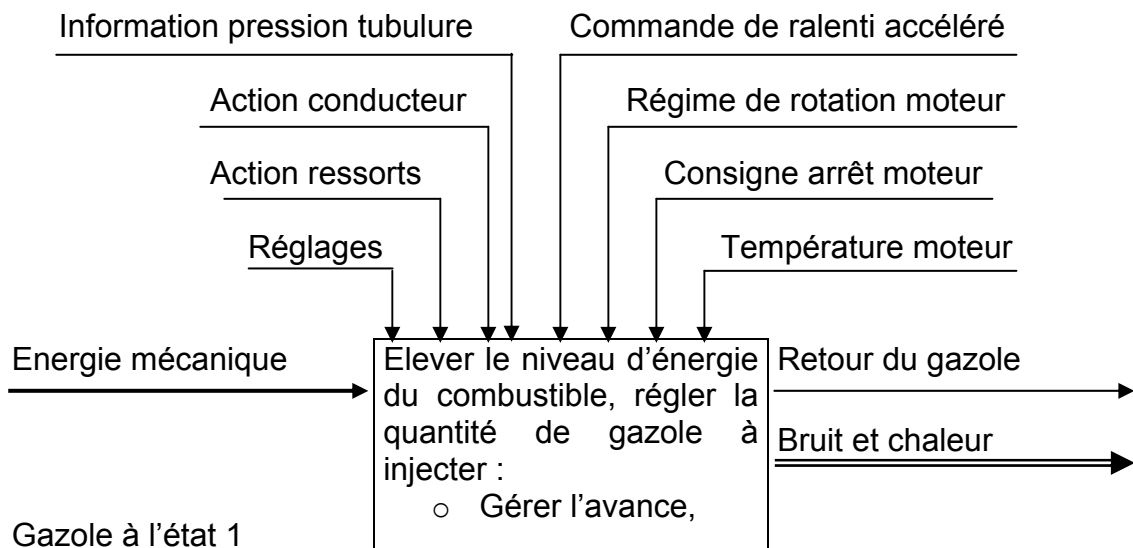 Information pression tubulure
Commande de ralenti accéléré
Action conducteur
Régime de rotation moteur
Action ressorts
Consigne arrêt moteur
Réglages
Température moteur
Energie mécanique
Elever le niveau d’énergie
du combustible, régler la
quantité de gazole à
injecter :
o Gérer l’avance,
Retour du gazole
Bruit et chaleur
Gazole à l’état 1